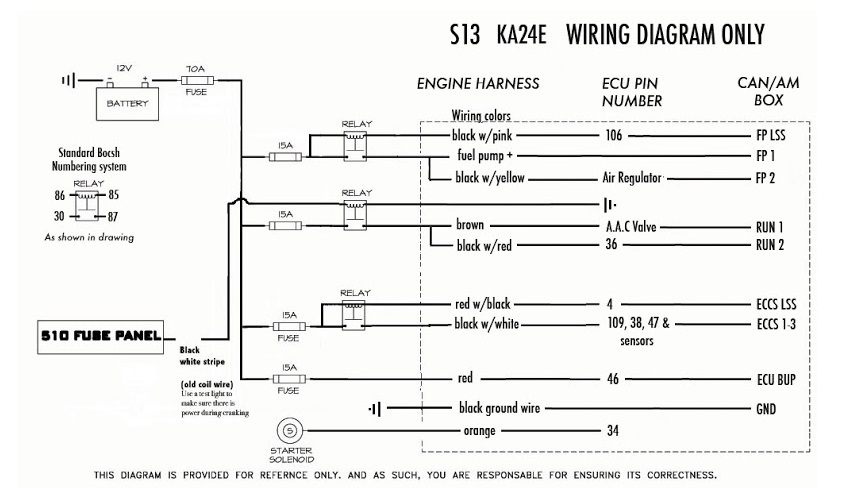 S13 KA24E WIRING DIAGRAM ONLY
12V
- +
BATTERY
70A
FUSE
ENGINE HARNESS
ECU PIN NUMBER
CAN/AM BOX
Wiring colors
Standard Bocsh
Numbering system
RELAY
86 85
30 87
As shown in drawing
15A
RELAY
black w/pink 106 FP LSS
fuel pump + FP 1
black w/yellow Air Regulator FP 2
15A
RELAY
brown A.A.C Valve RUN 1
black w/red 36 RUN 2
RELAY
15A
FUSE
red w/black 4 ECCS LSS
black w/white 109, 38, 47 & sensors ECCS 1-3
510 FUSE PANEL
Black
white stripe
(old coil wire)
Use a test light to
make sure there is
power during cranking
15A
FUSE
red 46 ECU BUP
black ground wire GND
S
STARTER
SOLENOID
orange 34
THIS DIAGRAM IS PROVIDED FOR REFERNCE ONLY. AND AS SUCH, YOU ARE RESPONSIBLE FOR ENSURING ITS CORRECTNESS.